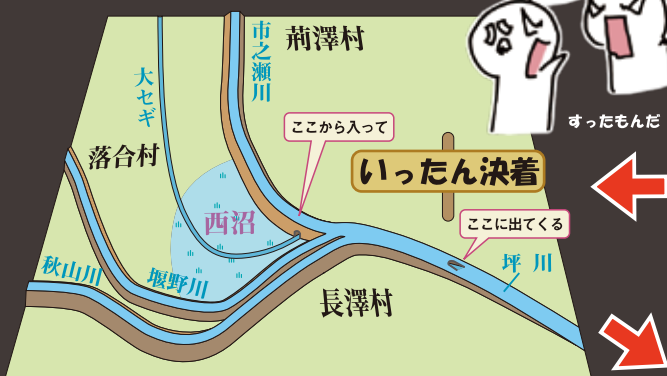 市之瀬川
荊澤村
大セギ
すったもんだ
ここから入って
落合村
いったん決着
西沼
ここに出てくる
秋山川
堰野川
坪川
長澤村